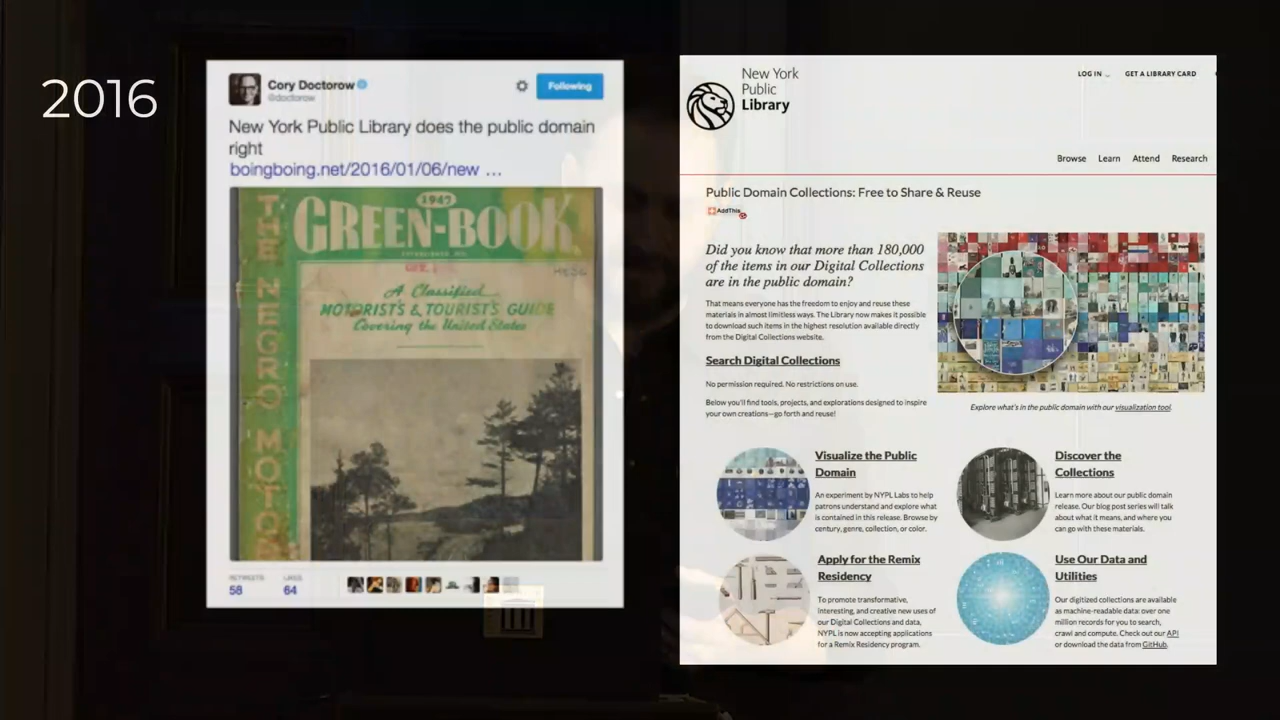 2016
Cory Doctorow
@doctorow
Following
New York Public Library does the public domain
right
boingboing.net/2016/01/06/new ...
1947
GREEN-BOOK
ESTABLISHED 1936
THE NEGRO MOTOR
A Classified
MOTORIST'S & TOURIST'S GUIDE
Covering the United States
RETWEETS
58
LIKES
64
New York
Public
Library
LOG IN
GET A LIBRARY CARD
Browse
Learn
Attend
Research
Public Domain Collections: Free to Share & Reuse
AddThis
Did you know that more than 180,000
of the items in our Digital Collections
are in the public domain?
That means everyone has the freedom to enjoy and reuse these
materials in almost limitless ways. The Library now makes it possible
to download such items in the highest resolution available directly
from the Digital Collections website.
Search Digital Collections
No permission required. No restrictions on use.
Below you'll find tools, projects, and explorations designed to inspire
your own creations—go forth and reuse!
Explore what's in the public domain with our visualization tool.
Visualize the Public
Domain
An experiment by NYPL Labs to help
patrons understand and explore what
is contained in this release. Browse by
century, genre, collection, or color.
Discover the
Collections
Learn more about our public domain
release. Our blog post series will talk
about what it means, and where you
can go with these materials.
Apply for the Remix
Residency
To promote transformative,
interesting, and creative new uses of
our Digital Collections and data,
NYPL is now accepting applications
for a Remix Residency program.
Use Our Data and
Utilities
Our digitized collections are available
as machine-readable data: over one
million records for you to search,
crawl and compute. Check out our API
or download the data from GitHub.